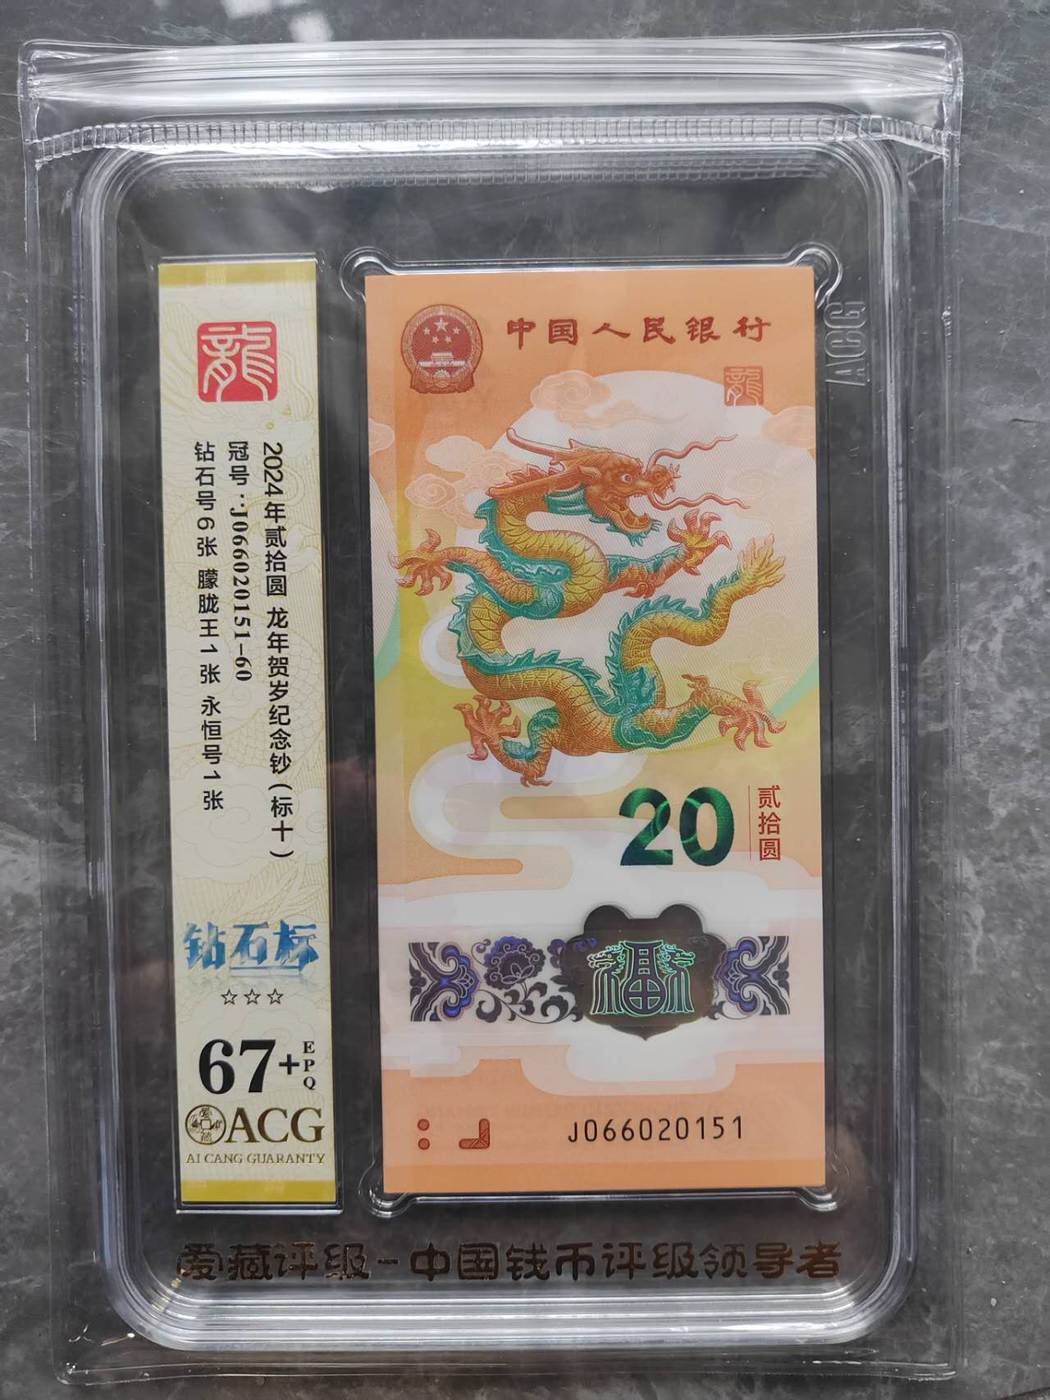 龍
2024年贰拾圆 龙年贺岁纪念钞(标十)
冠号:J066020151-60
钻石号6张 朦胧王1张 永恒号1张
钻石标
☆☆☆
67+EPQ
ACG
AI CANG GUARANTY
中国人民银行
龍
20
贰拾圆
福
J066020151
ACG
爱藏评级-中国钱币评级领导者